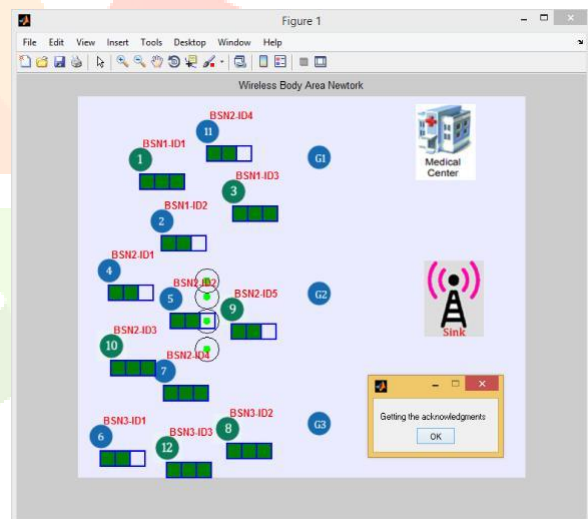 Figure 1
File Edit View Insert Tools Desktop Window Help
Wireless Body Area Newtork
BSN2-ID4
11
BSN1-ID1
1
G1
Medical
Center
BSN1-ID3
3
BSN1-ID2
2
BSN2-ID1
4
BSN2-ID2
5
BSN2-ID5
9
G2
Sink
BSN2-ID3
10
BSN2-ID4
7
Getting the acknowledgments
OK
BSN3-ID1
6
BSN3-ID3
12
BSN3-ID2
8
G3